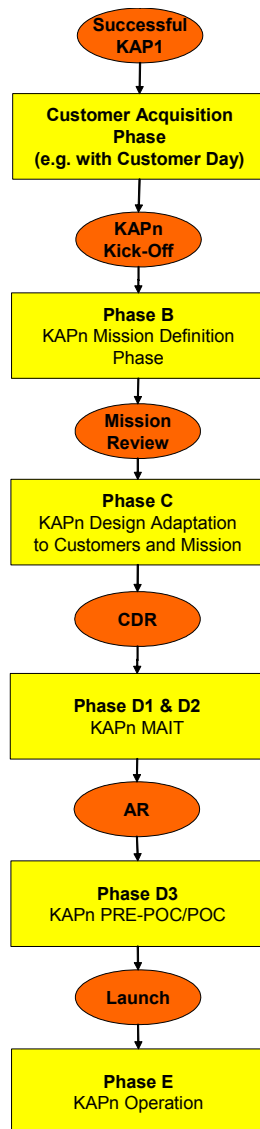 Successful
KAP1
Customer Acquisition
Phase
(e.g. with Customer Day)
KAPn
Kick-Off
Phase B
KAPn Mission Definition
Phase
Mission
Review
Phase C
KAPn Design Adaptation
to Customers and Mission
CDR
Phase D1 & D2
KAPn MAIT
AR
Phase D3
KAPn PRE-POC/POC
Launch
Phase E
KAPn Operation